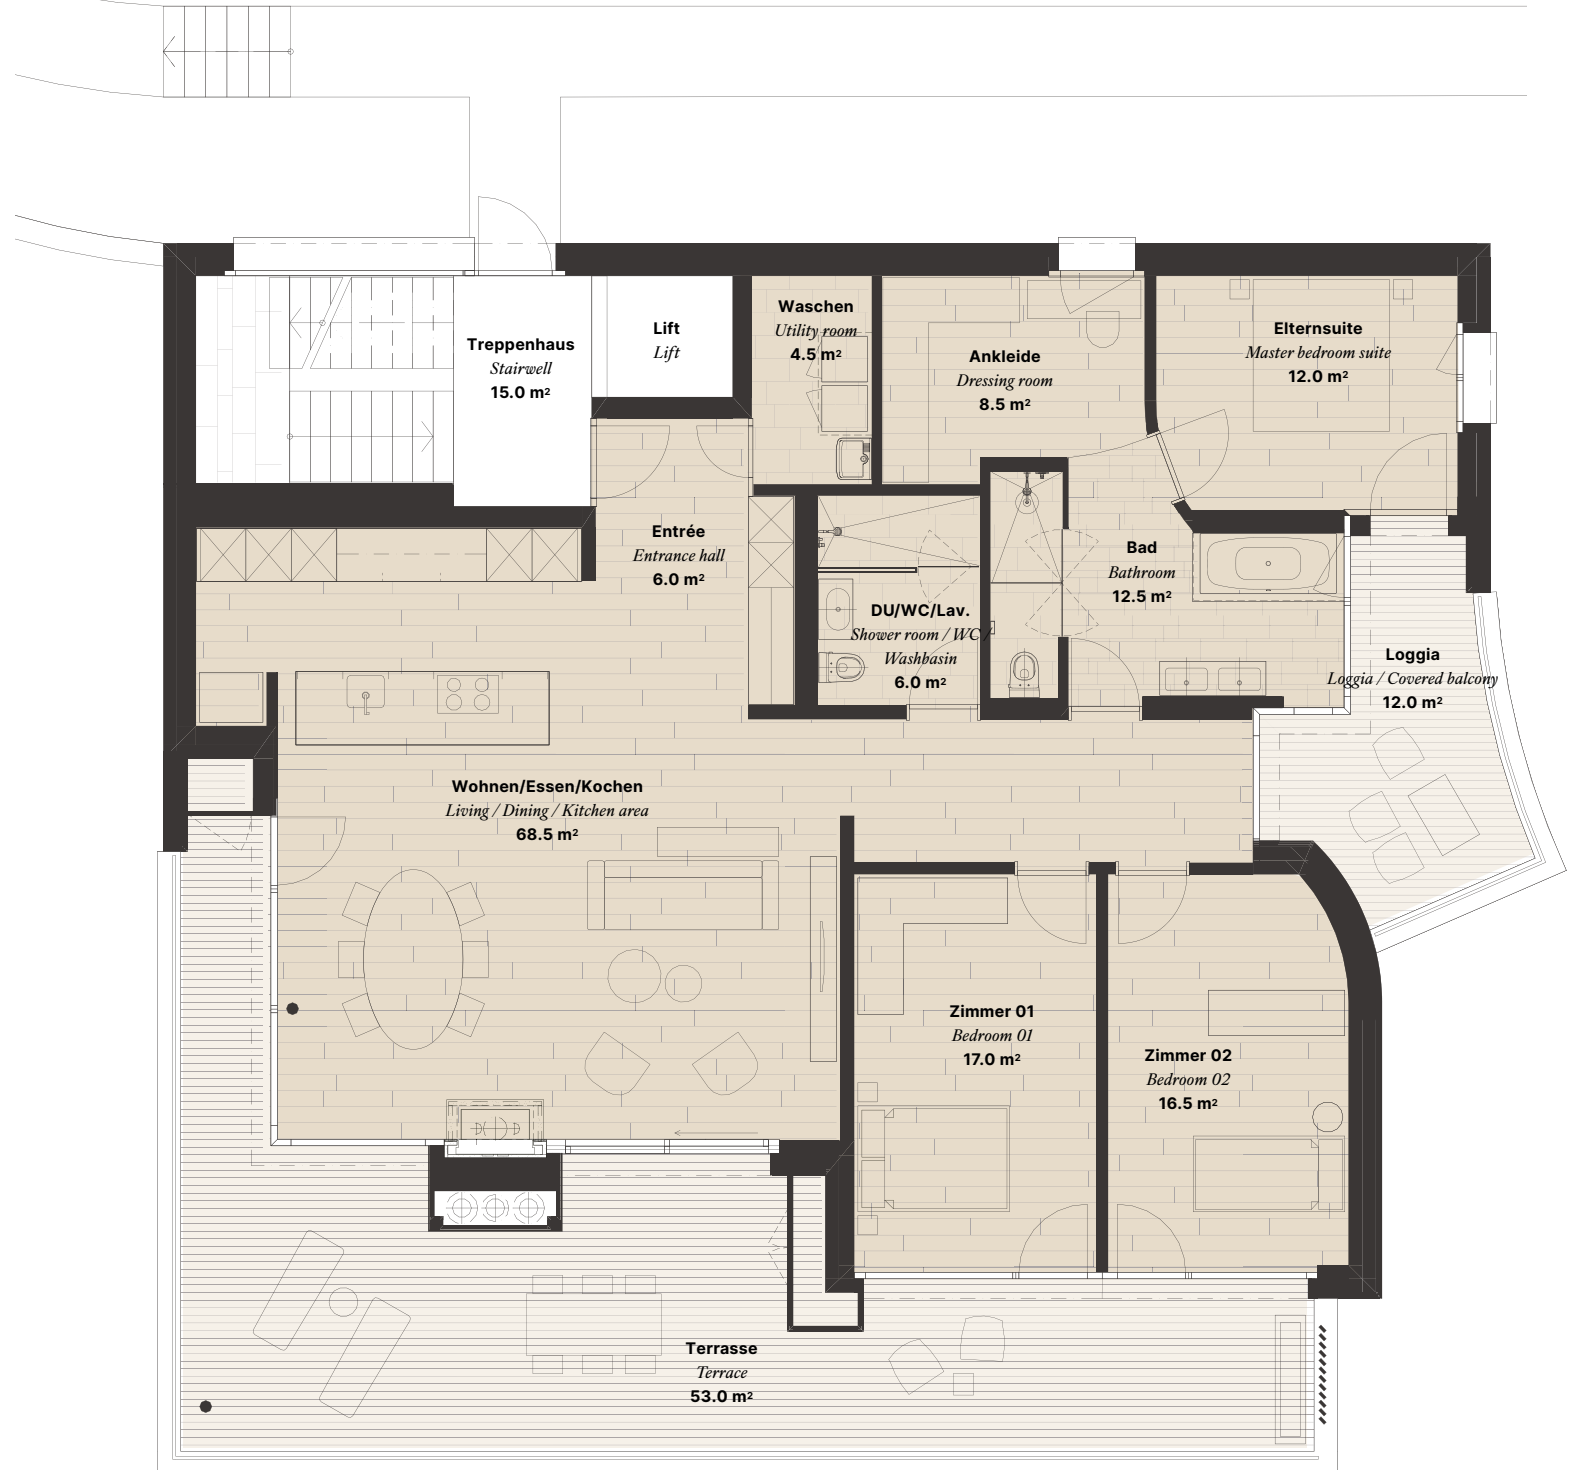 Waschen
Utility room
4.5 m²
Lift
Lift
Elternsuite
Master bedroom suite
12.0 m²
Treppenhaus
Stairwell
15.0 m²
Ankleide
Dressing room
8.5 m²
Entrée
Entrance hall
6.0 m²
Bad
Bathroom
12.5 m²
DU/WC/Lav.
Shower room / WC /
Washbasin
6.0 m²
Loggia
Loggia / Covered balcony
12.0 m²
Wohnen/Essen/Kochen
Living / Dining / Kitchen area
68.5 m²
Zimmer 01
Bedroom 01
17.0 m²
Zimmer 02
Bedroom 02
16.5 m²
Terrasse
Terrace
53.0 m²